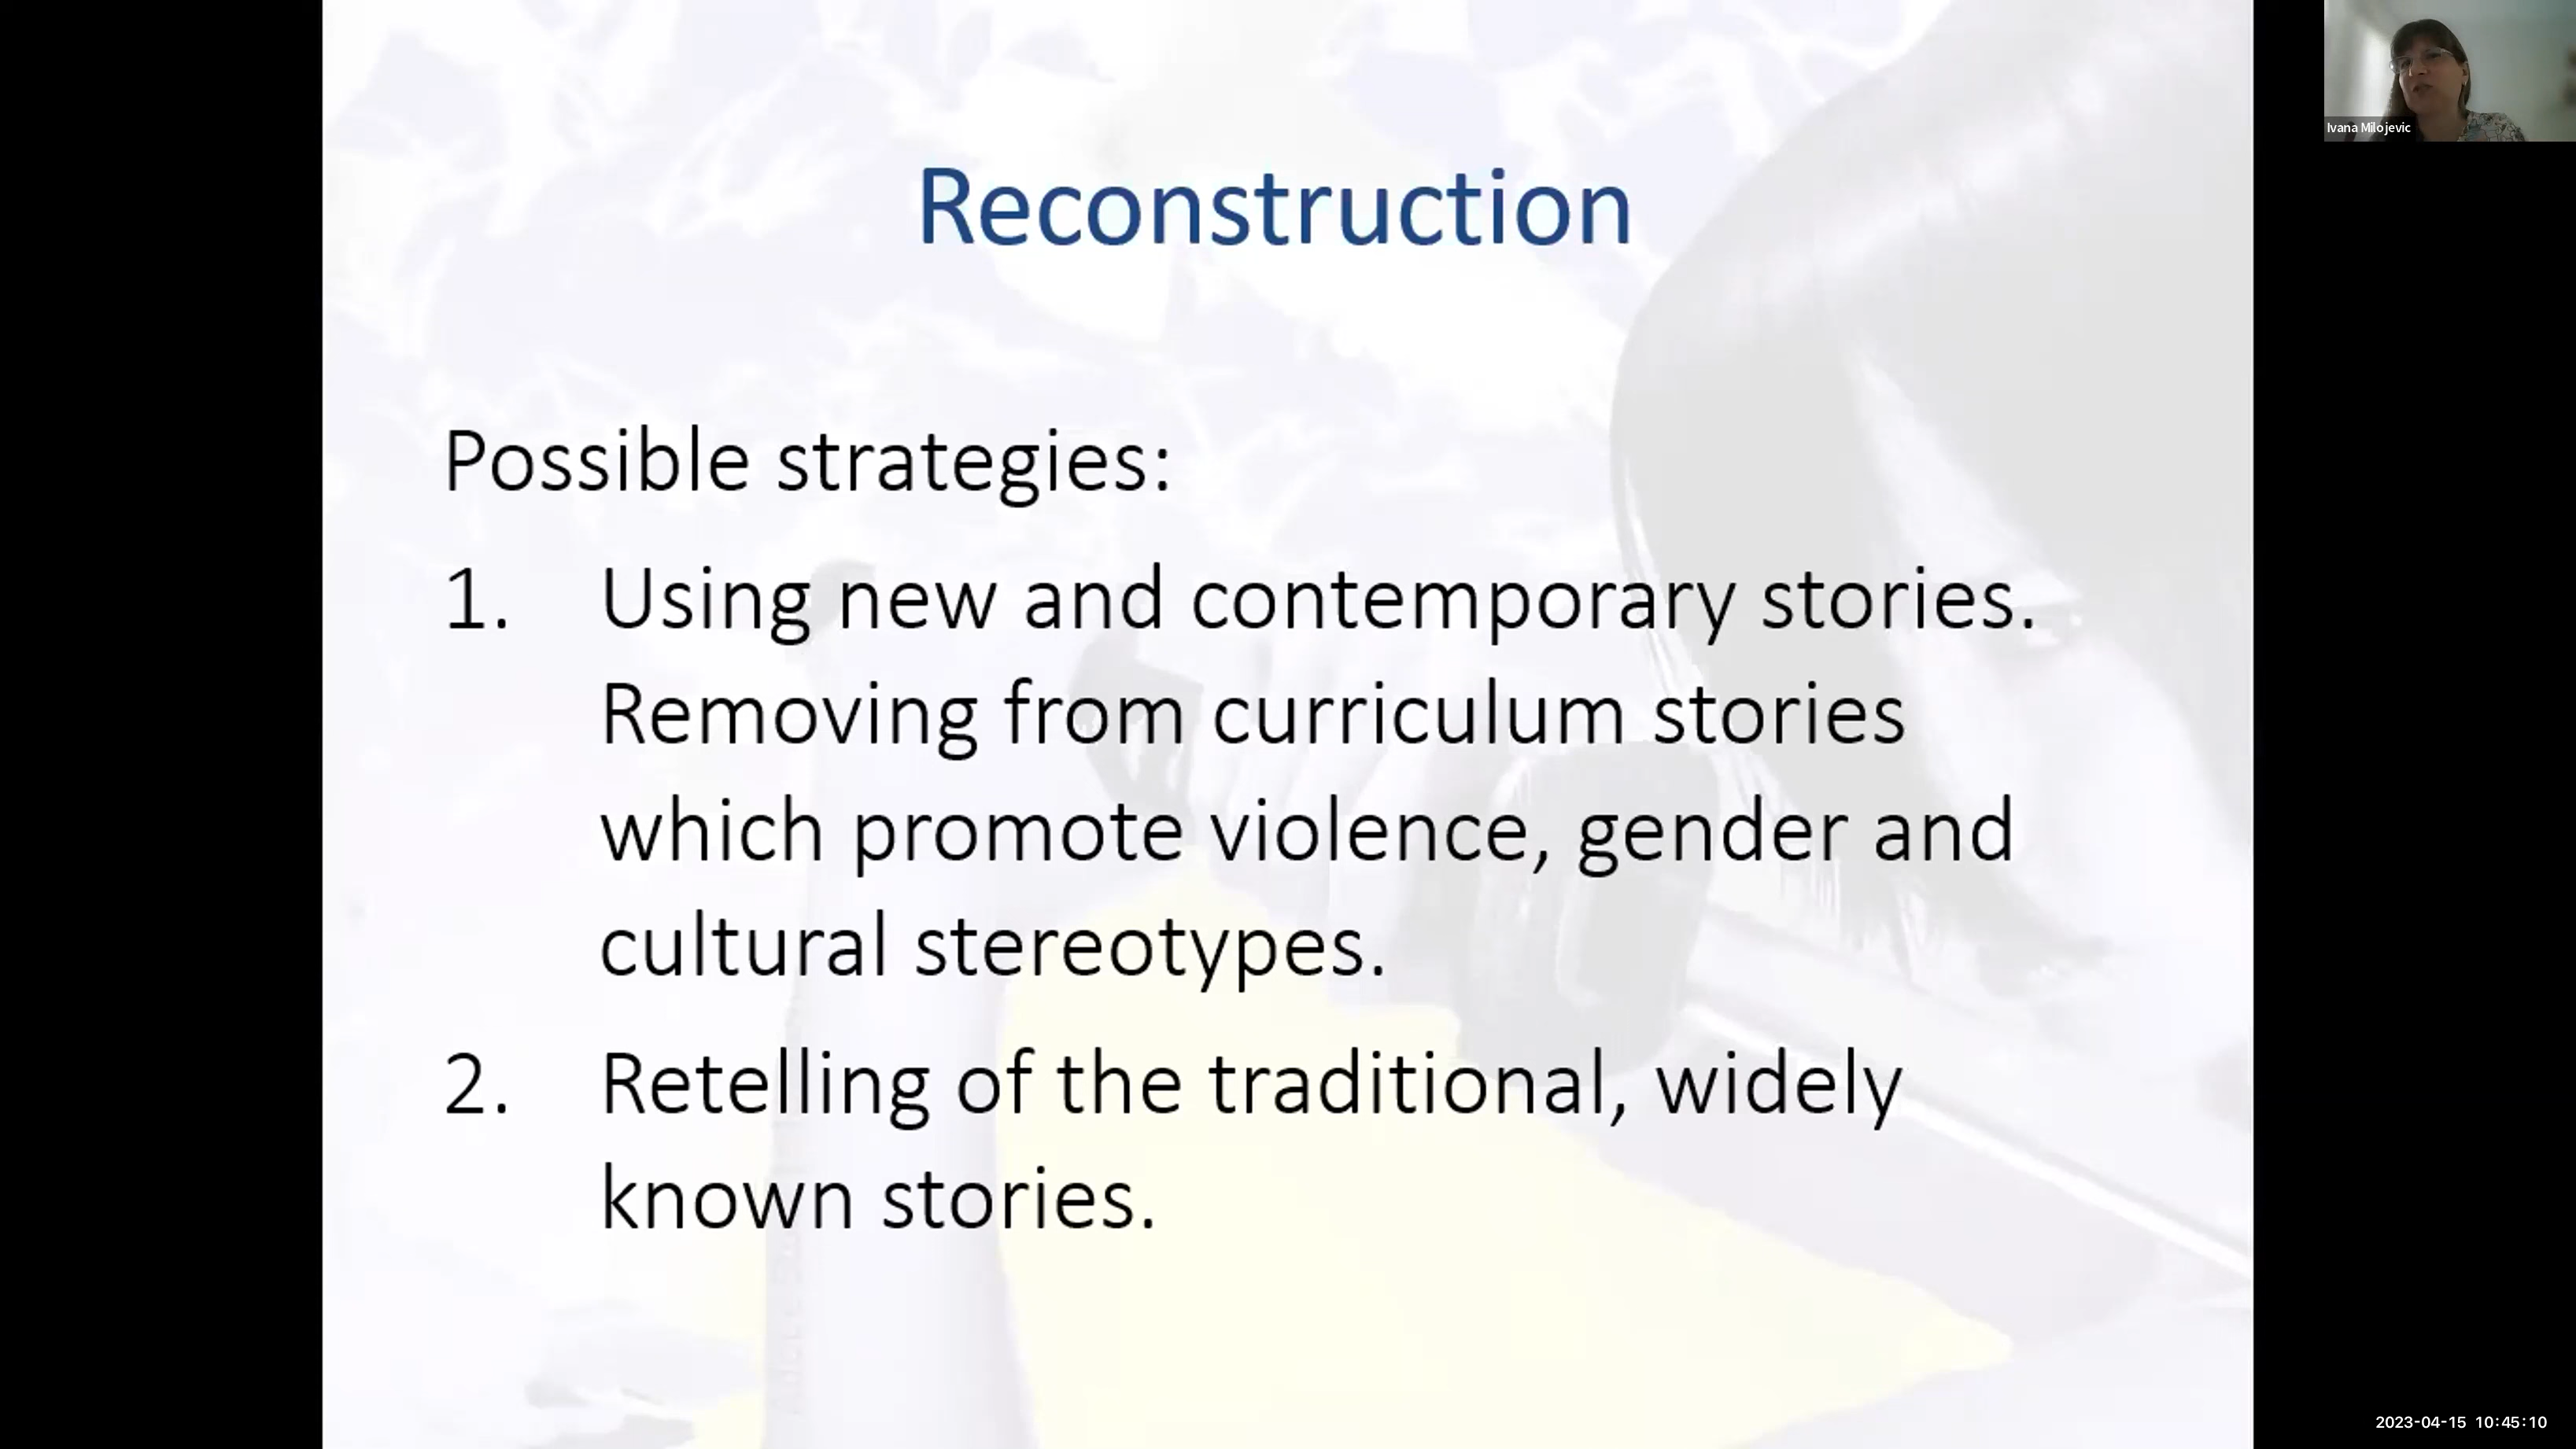 Reconstruction
Possible strategies:
1. Using new and contemporary stories.
Removing from curriculum stories
which promote violence, gender and
cultural stereotypes.
2. Retelling of the traditional, widely
known stories.
Ivana Milojevic
2023-04-15 10:45:10